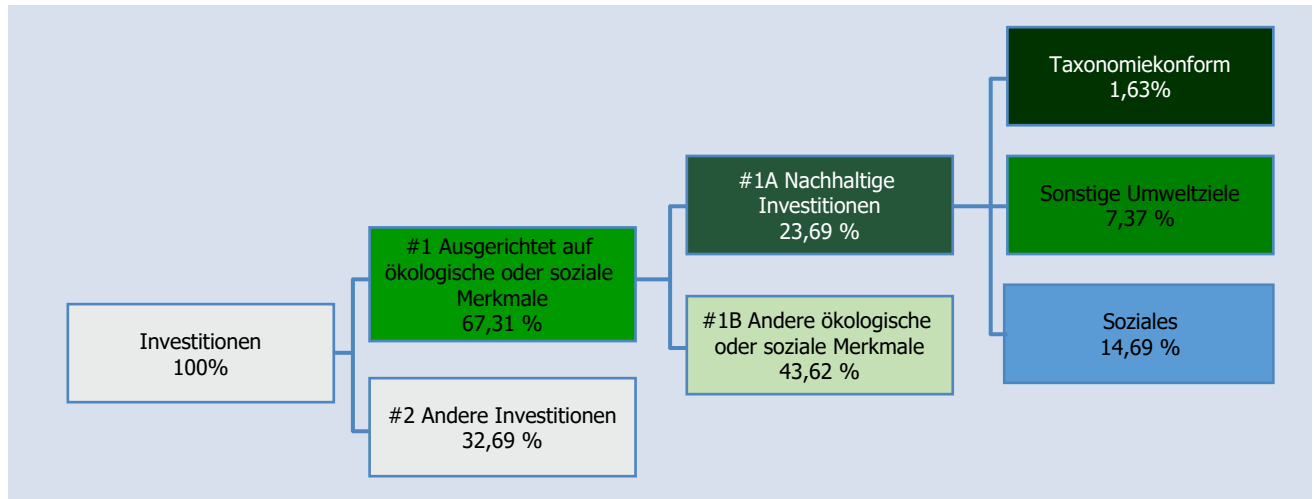 Investitionen
100%
#1 Ausgerichtet auf
ökologische oder soziale
Merkmale
67,31 %
#2 Andere Investitionen
32,69 %
#1A Nachhaltige
Investitionen
23,69 %
#1B Andere ökologische
oder soziale Merkmale
43,62 %
Taxonomiekonform
1,63%
Sonstige Umweltziele
7,37 %
Soziales
14,69 %